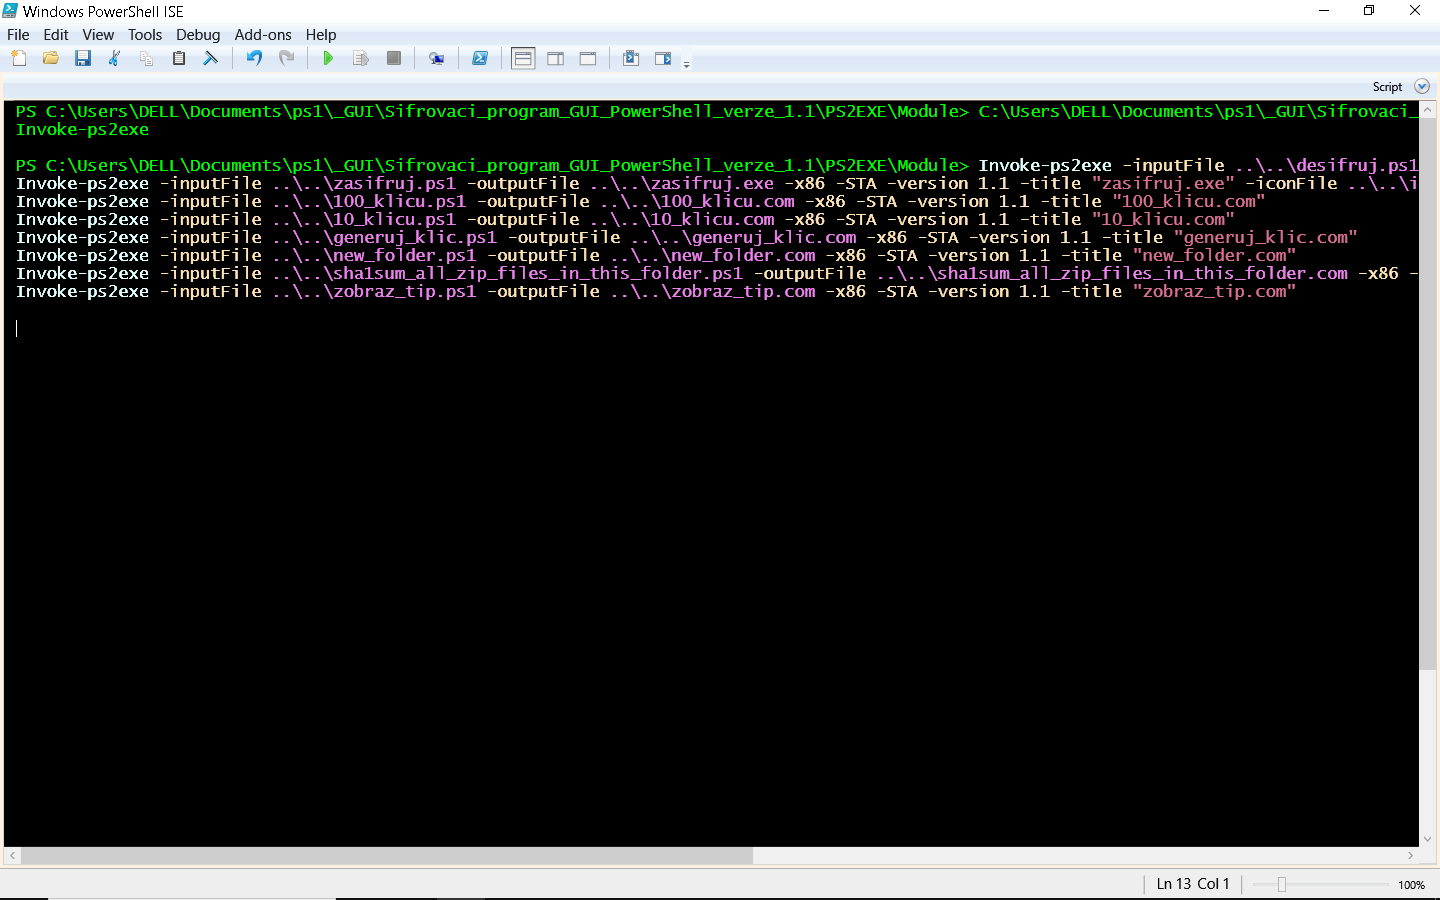 Windows PowerShell ISE
File Edit View Tools Debug Add-ons Help
Script
PS C:\Users\DELL\Documents\ps1\_GUI\Sifrovaci_program_GUI_PowerShell_verze_1.1\PS2EXE\Module> C:\Users\DELL\Documents\ps1\_GUI\Sifrovaci_
Invoke-ps2exe
PS C:\Users\DELL\Documents\ps1\_GUI\Sifrovaci_program_GUI_PowerShell_verze_1.1\PS2EXE\Module> Invoke-ps2exe -inputFile ..\..\desifruj.ps1
Invoke-ps2exe -inputFile ..\..\zasifruj.ps1 -outputFile ..\..\zasifruj.exe -x86 -STA -version 1.1 -title "zasifruj.exe" -iconFile ..\..\i
Invoke-ps2exe -inputFile ..\..\100_klicu.ps1 -outputFile ..\..\100_klicu.com -x86 -STA -version 1.1 -title "100_klicu.com"
Invoke-ps2exe -inputFile ..\..\10_klicu.ps1 -outputFile ..\..\10_klicu.com -x86 -STA -version 1.1 -title "10_klicu.com"
Invoke-ps2exe -inputFile ..\..\generuj_klic.ps1 -outputFile ..\..\generuj_klic.com -x86 -STA -version 1.1 -title "generuj_klic.com"
Invoke-ps2exe -inputFile ..\..\new_folder.ps1 -outputFile ..\..\new_folder.com -x86 -STA -version 1.1 -title "new_folder.com"
Invoke-ps2exe -inputFile ..\..\sha1sum_all_zip_files_in_this_folder.ps1 -outputFile ..\..\sha1sum_all_zip_files_in_this_folder.com -x86 -
Invoke-ps2exe -inputFile ..\..\zobraz_tip.ps1 -outputFile ..\..\zobraz_tip.com -x86 -STA -version 1.1 -title "zobraz_tip.com"
Ln 13 Col 1 100%